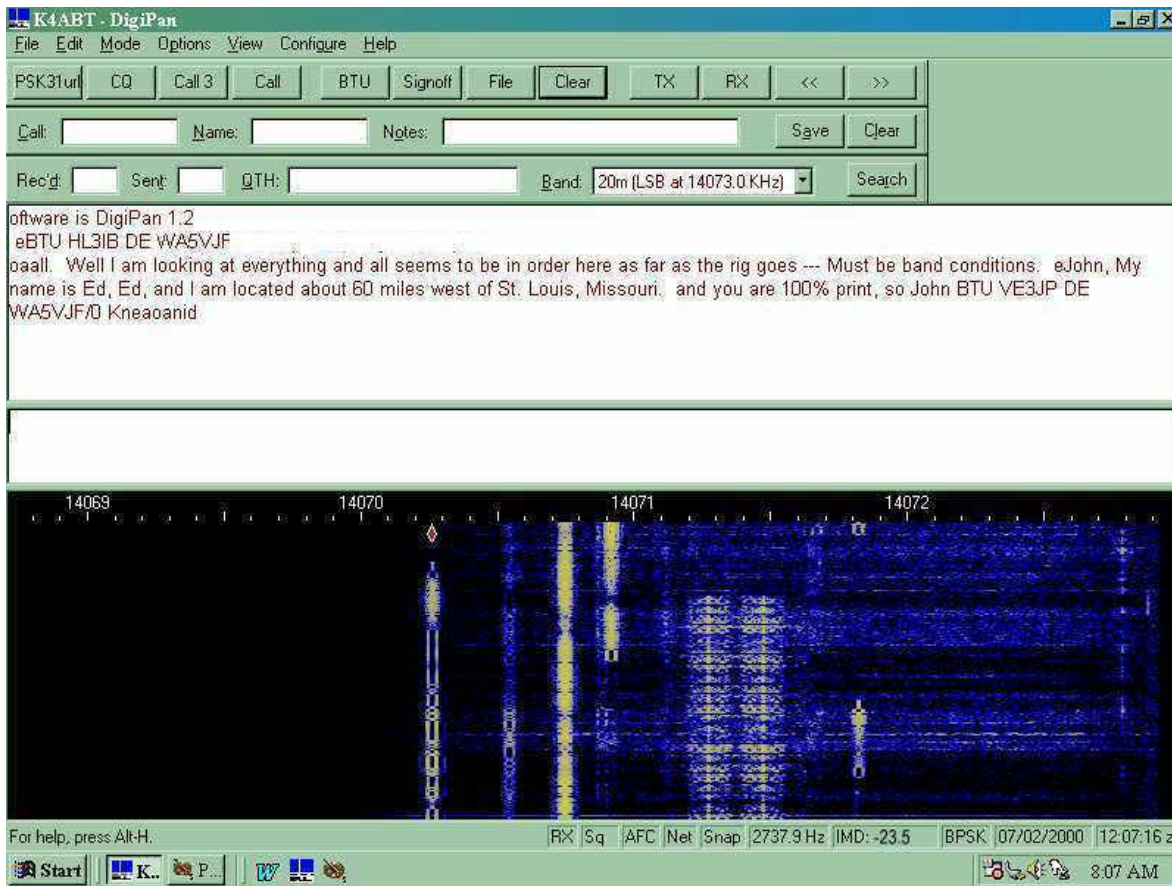 K4ABT - DigiPan
File Edit Mode Options View Configure Help
PSK31url CQ Call 3 Call BTU Signoff File Clear TX RX << >>
Call: Name: Notes: Save Clear
Rec'd: Sent: QTH: Band: 20m (LSB at 14073.0 KHz) Search
oftware is DigiPan 1.2
eBTU HL3IB DE WA5VJF
oaall. Well I am looking at everything and all seems to be in order here as far as the rig goes --- Must be band conditions. eJohn, My
name is Ed, Ed, and I am located about 60 miles west of St. Louis, Missouri. and you are 100% print, so John BTU VE3JP DE
WA5VJF/0 Kneaoanid
14069 14070 14071 14072
For help, press Alt-H. RX Sq AFC Net Snap 2737.9 Hz IMD: -23.5 BPSK 07/02/2000 12:07:16 z
Start K.. P... W 8:07 AM